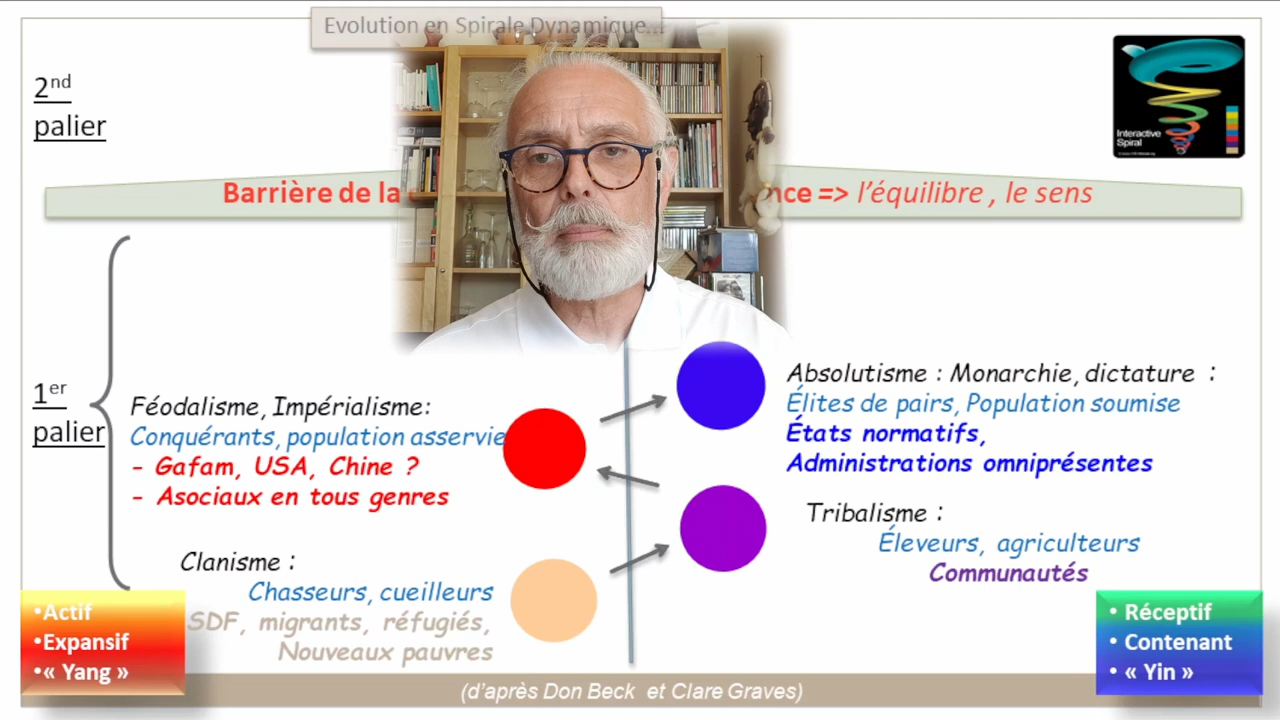 Evolution en Spirale Dynamique...
2nd
palier
Interactive
Spiral
Barrière de la
=> l'équilibre , le sens
1er
palier
Absolutisme : Monarchie, dictature :
Élites de pairs, Population soumise
États normatifs,
Administrations omniprésentes
Féodalisme, Impérialisme:
Conquérants, population asservie
- Gafam, USA, Chine ?
- Asociaux en tous genres
Tribalisme :
Éleveurs, agriculteurs
Communautés
Clanisme :
Chasseurs, cueilleurs
SDF, migrants, réfugiés,
Nouveaux pauvres
•Actif
•Expansif
•« Yang »
• Réceptif
• Contenant
• « Yin »
(d'après Don Beck et Clare Graves)